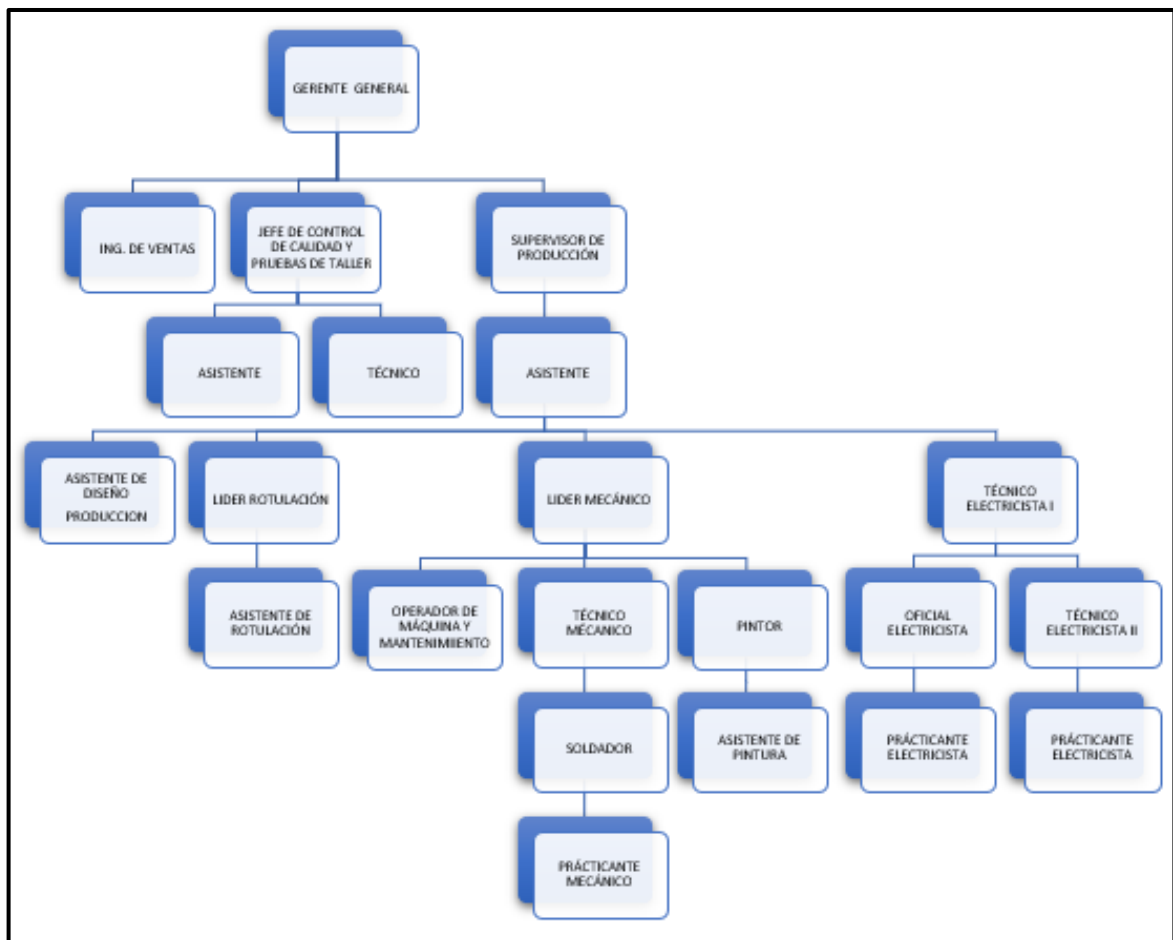 GERENTE GENERAL
ING. DE VENTAS
JEFE DE CONTROL
DE CALIDAD Y
PRUEBAS DE TALLER
SUPERVISOR DE
PRODUCCIÓN
ASISTENTE
TÉCNICO
ASISTENTE
ASISTENTE DE
DISEÑO
PRODUCCION
LIDER ROTULACIÓN
LIDER MECÁNICO
TÉCNICO
ELECTRICISTA I
ASISTENTE DE
ROTULACIÓN
OPERADOR DE
MÁQUINA Y
MANTENIMIENTO
TÉCNICO
MÉCANICO
PINTOR
OFICIAL
ELECTRICISTA
TÉCNICO
ELECTRICISTA II
SOLDADOR
ASISTENTE DE
PINTURA
PRÁCTICANTE
ELECTRICISTA
PRÁCTICANTE
ELECTRICISTA
PRÁCTICANTE
MECÁNICO